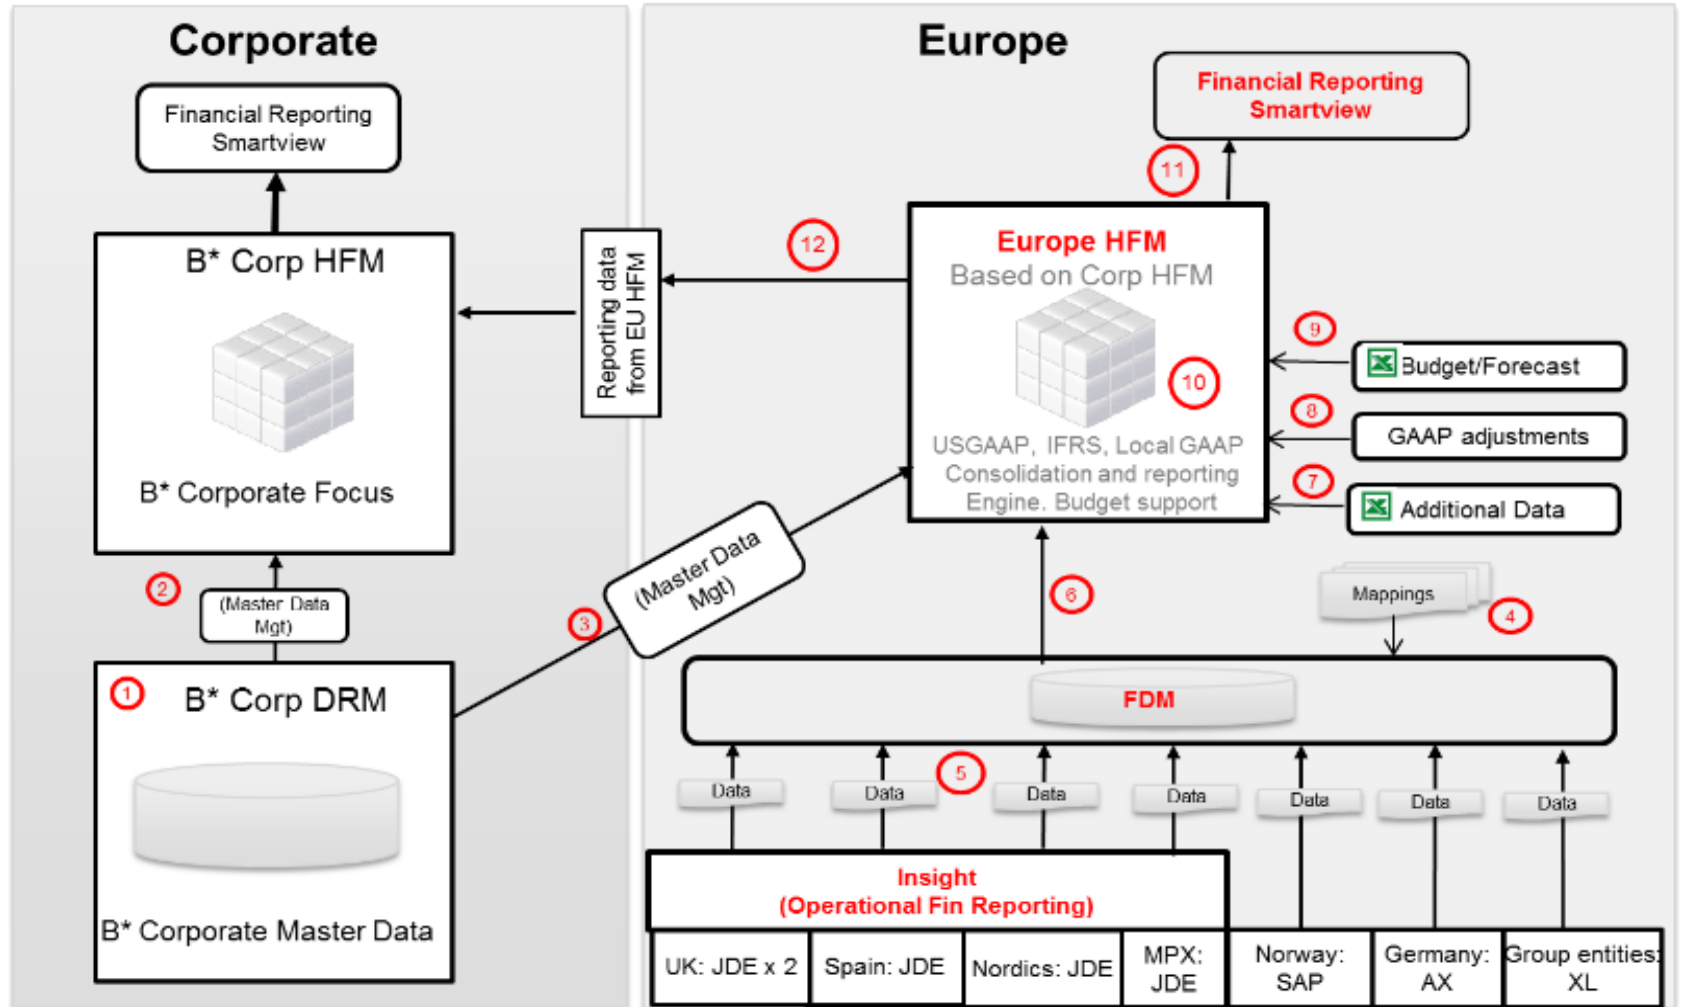 Corporate
Europe
Financial Reporting
Smartview
Financial Reporting
Smartview
11
B* Corp HFM
B* Corporate Focus
Reporting data
from EU HFM
12
Europe HFM
Based on Corp HFM
10
USGAAP, IFRS, Local GAAP
Consolidation and reporting
Engine. Budget support
9
Budget/Forecast
8
GAAP adjustments
7
Additional Data
2
(Master Data
Mgt)
3
(Master Data
Mgt)
6
Mappings
4
1
B* Corp DRM
B* Corporate Master Data
FDM
5
Data
Data
Data
Data
Data
Data
Data
Insight
(Operational Fin Reporting)
UK: JDE x 2
Spain: JDE
Nordics: JDE
MPX:
JDE
Norway:
SAP
Germany:
AX
Group entities:
XL